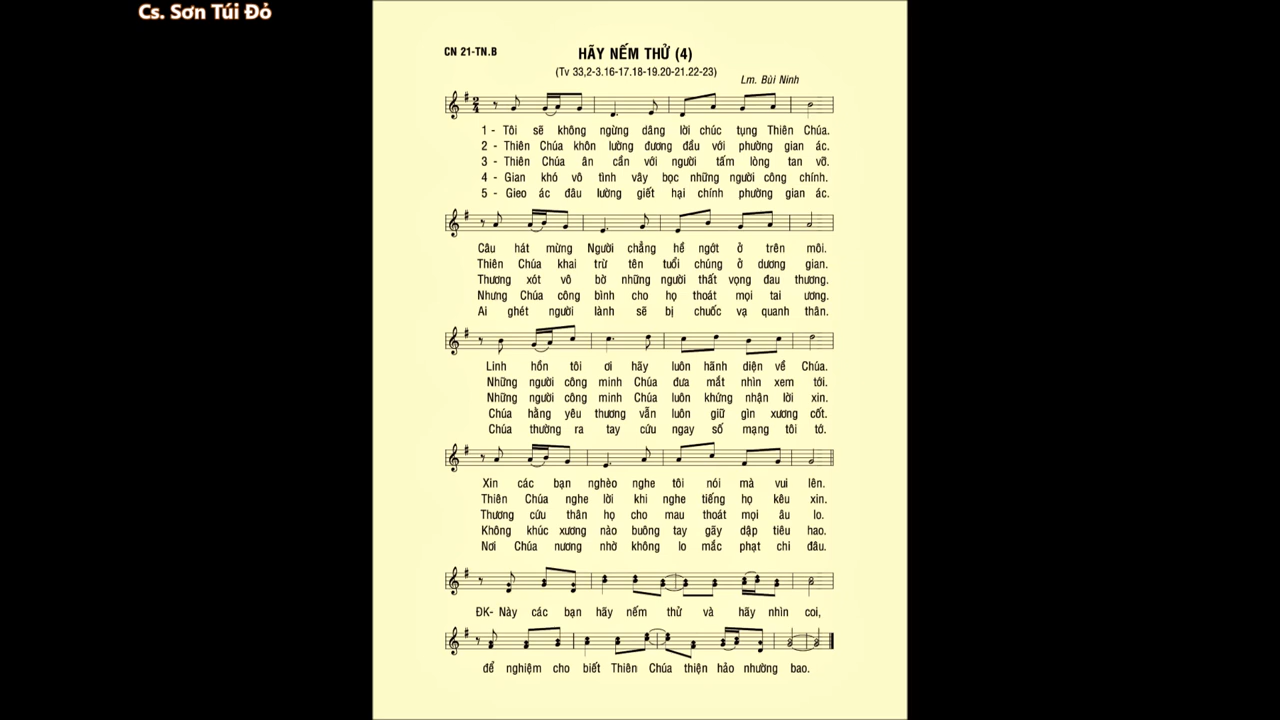 Cs. Sơn Túi Đỏ
CN 21-TN.B
HÃY NẾM THỬ (4)
(Tv 33,2-3.16-17.18-19.20-21.22-23)
Lm. Bùi Ninh
1 - Tôi sẽ không ngừng dâng lời chúc tụng Thiên Chúa.
2 - Thiên Chúa khôn lường đương đầu với phường gian ác.
3 - Thiên Chúa ân cần với người tấm lòng tan vỡ.
4 - Gian khó vô tình vây bọc những người công chính.
5 - Gieo ác đâu lường giết hại chính phường gian ác.
Câu hát mừng Người chẳng hề ngớt ở trên môi.
Thiên Chúa khai trừ tên tuổi chúng ở dương gian.
Thương xót vô bờ những người thất vọng đau thương.
Nhưng Chúa công bình cho họ thoát mọi tai ương.
Ai ghét người lành sẽ bị chuốc vạ quanh thân.
Linh hồn tôi ơi hãy luôn hãnh diện về Chúa.
Những người công minh Chúa đưa mắt nhìn xem tới.
Những người công minh Chúa luôn khứng nhận lời xin.
Chúa hằng yêu thương vẫn luôn giữ gìn xương cốt.
Chúa thường ra tay cứu ngay số mạng tôi tớ.
Xin các bạn nghèo nghe tôi nói mà vui lên.
Thiên Chúa nghe lời khi nghe tiếng họ kêu xin.
Thương cứu thân họ cho mau thoát mọi âu lo.
Không khúc xương nào buông tay gãy dập tiêu hao.
Nơi Chúa nương nhờ không lo mắc phạt chi đâu.
ĐK- Này các bạn hãy nếm thử và hãy nhìn coi,
để nghiệm cho biết Thiên Chúa thiện hảo nhường bao.